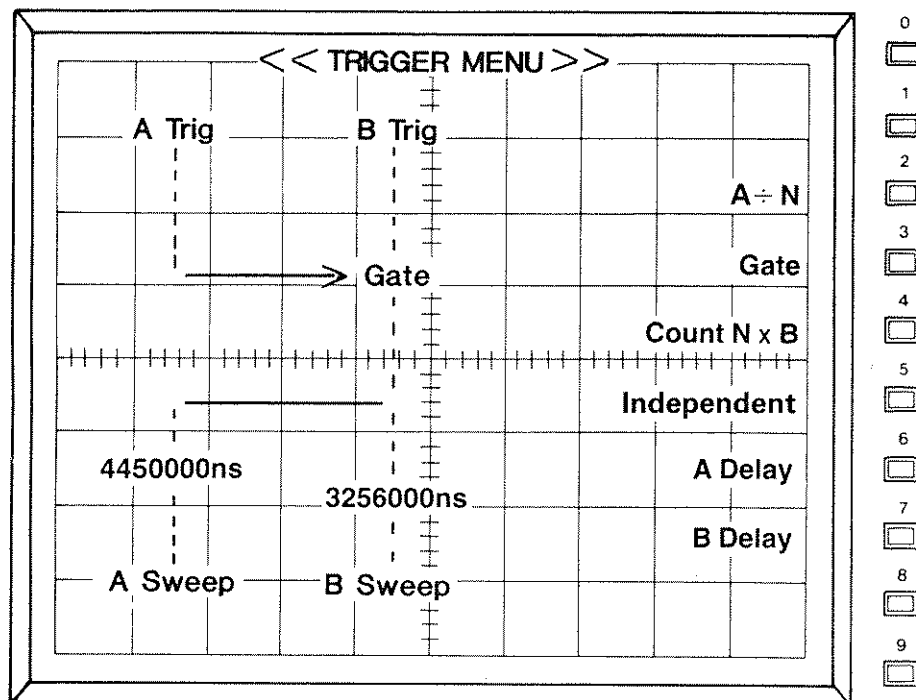 << TRIGGER MENU >>
0
1
A Trig B Trig
2
A ÷ N
3
Gate Gate
4
Count N x B
5
Independent
6
4450000ns A Delay
3256000ns
7
B Delay
8
A Sweep B Sweep
9